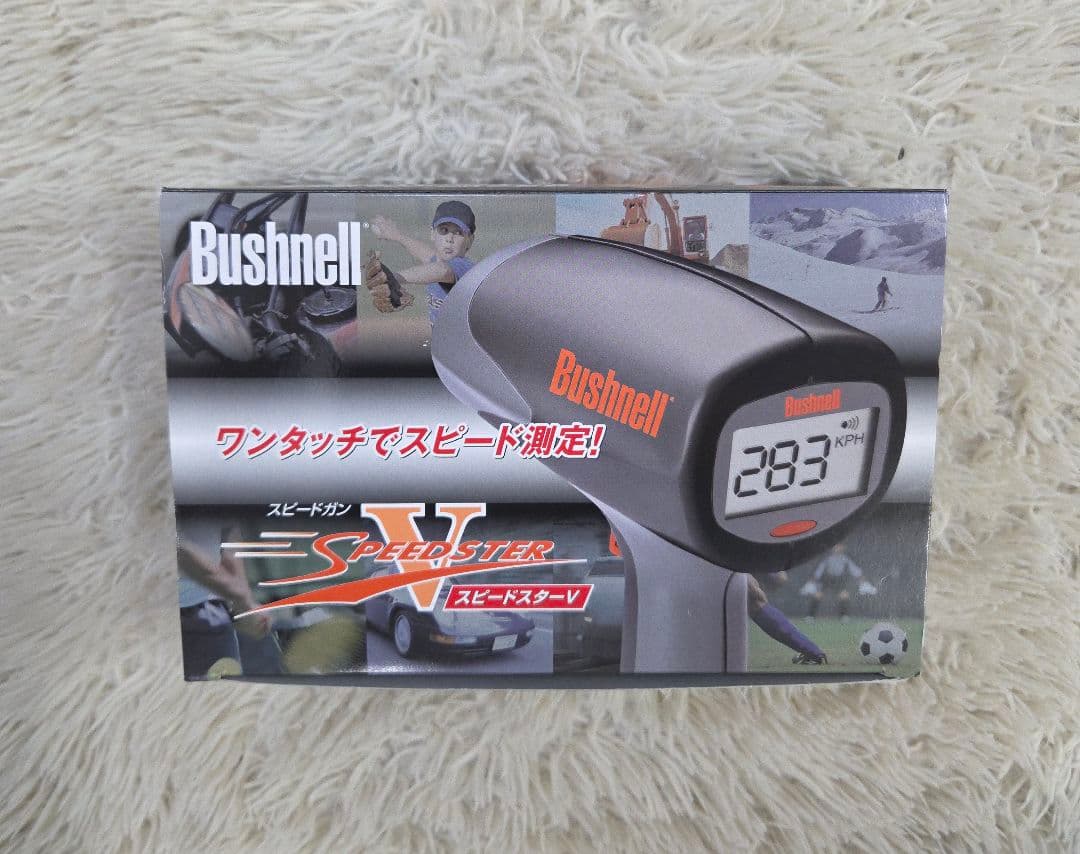 Bushnell
Bushnell
Bushnell
283
KPH
ワンタッチでスピード測定!
スピードガン
V
SPEEDSTER
スピードスターV